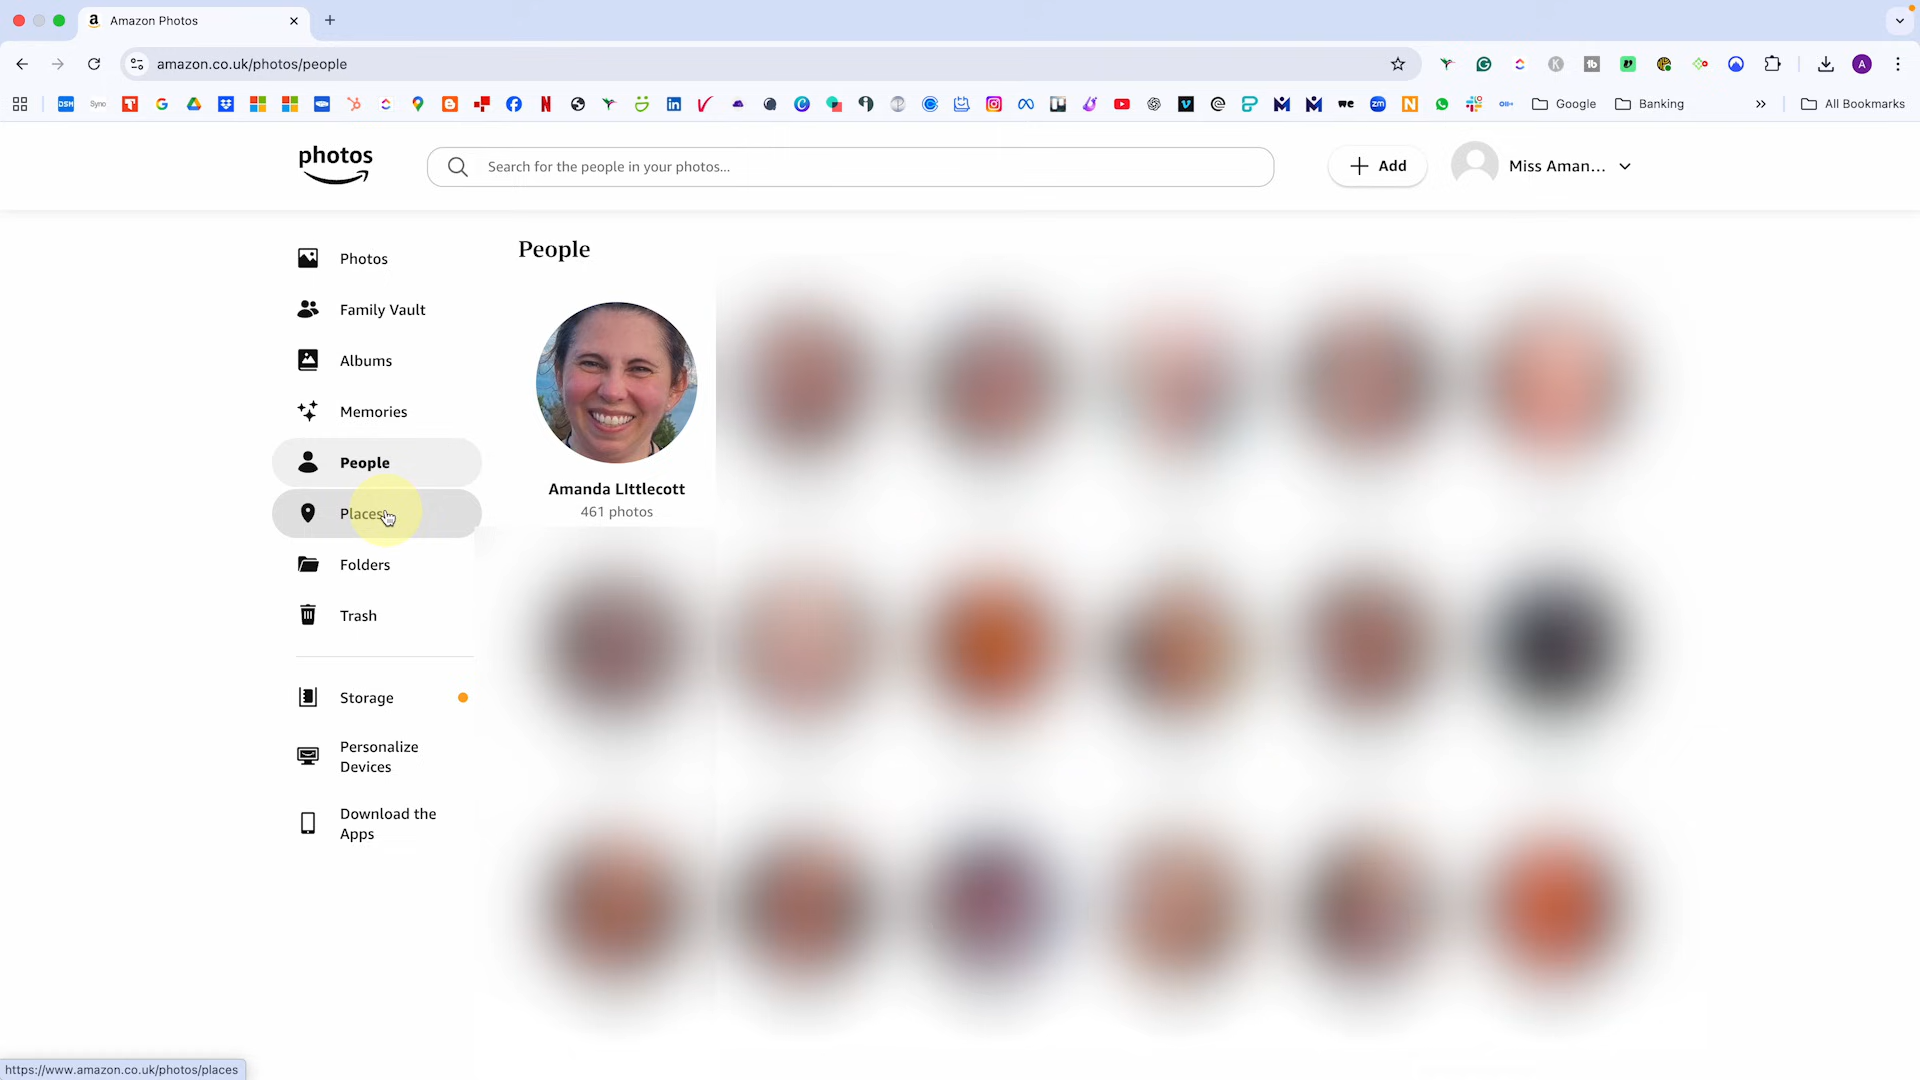 Amazon Photos
amazon.co.uk/photos/people
DSM
Syno
Google
Banking
All Bookmarks
photos
Search for the people in your photos...
Add
Miss Aman...
Photos
Family Vault
Albums
Memories
People
Places
Folders
Trash
Storage
Personalize
Devices
Download the
Apps
People
Amanda LIttlecott
461 photos
https://www.amazon.co.uk/photos/places